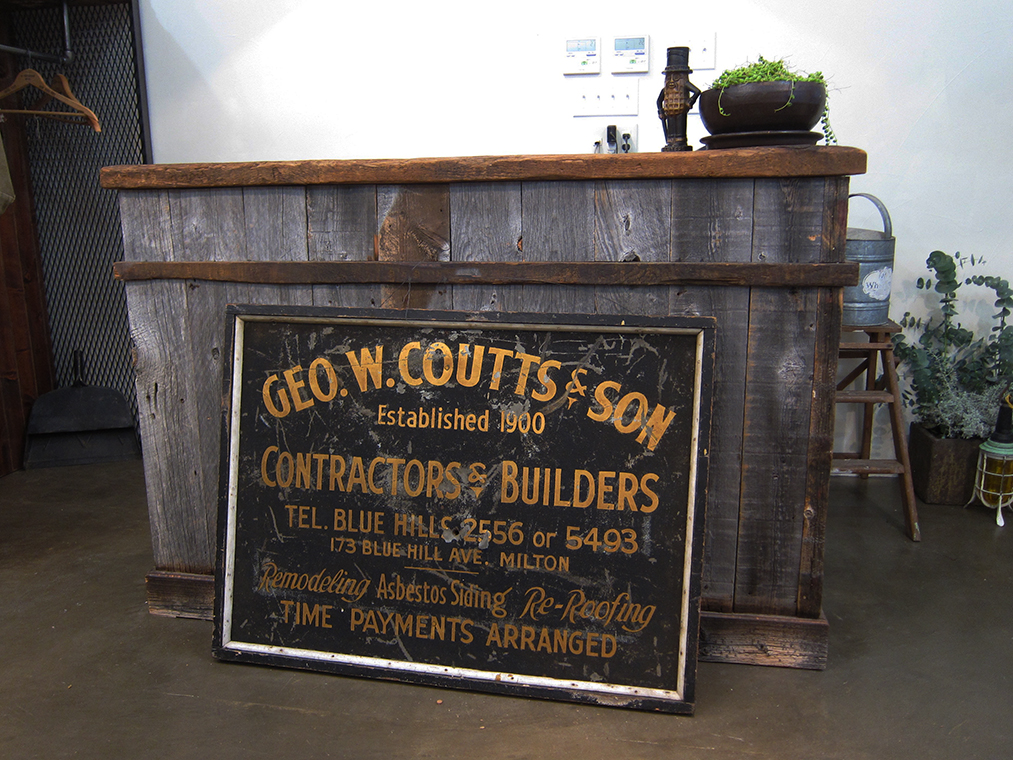 GEO. W. COUTTS & SON
Established 1900
CONTRACTORS & BUILDERS
TEL. BLUE HILLS 2556 OR 5493
173 BLUE HILL AVE. MILTON
Remodeling Asbestos Siding Re-Roofing
TIME PAYMENTS ARRANGED